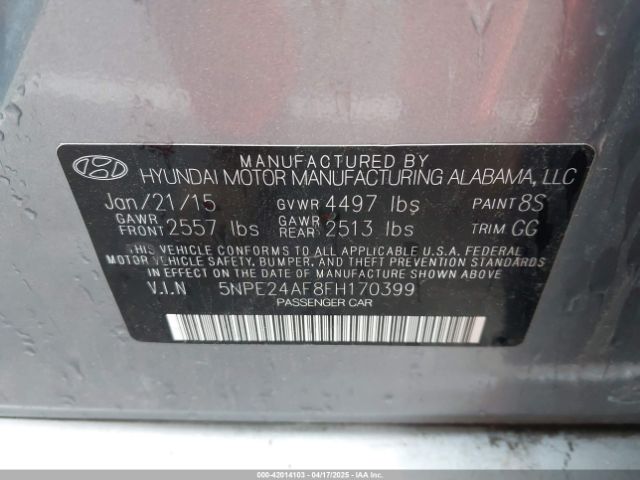 MANUFACTURED BY
HYUNDAI MOTOR MANUFACTURING ALABAMA, LLC
Jan/21/15 GVWR 4497 lbs PAINT 8S
GAWR FRONT 2557 lbs GAWR REAR 2513 lbs TRIM GG
THIS VEHICLE CONFORMS TO ALL APPLICABLE U.S.A. FEDERAL
MOTOR VEHICLE SAFETY, BUMPER, AND THEFT PREVENTION STANDARDS
IN EFFECT ON THE DATE OF MANUFACTURE SHOWN ABOVE.
V.I.N 5NPE24AF8FH170399
PASSENGER CAR
000-42014103 - 04/17/2025 - IAAI.COM